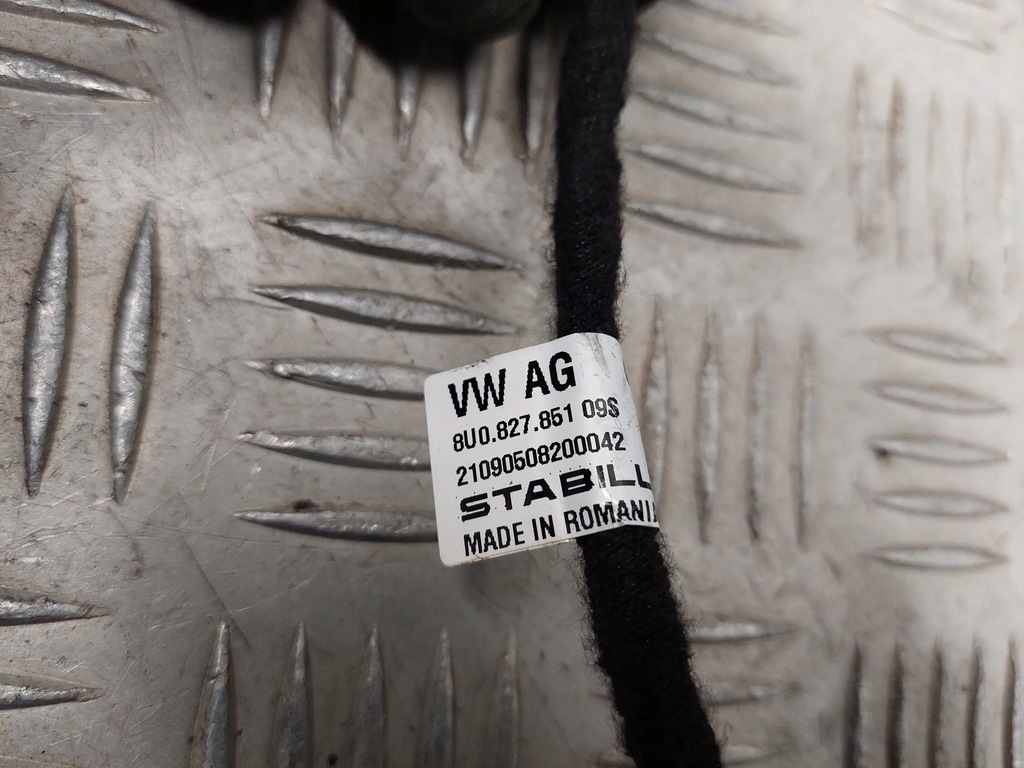 VW AG
8U0.827.851 09S
21090508200042
STABILL
MADE IN ROMANIA